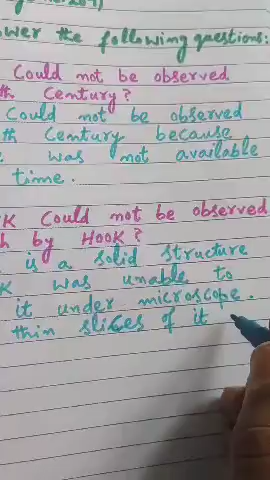 the following questions:
Could not be observed
th Century?
Could not be observed
th Century because
was not available
time.
K Could not be observed
h by HooK?
is a solid structure
K was unable to
it under microscope.
thin slices of it